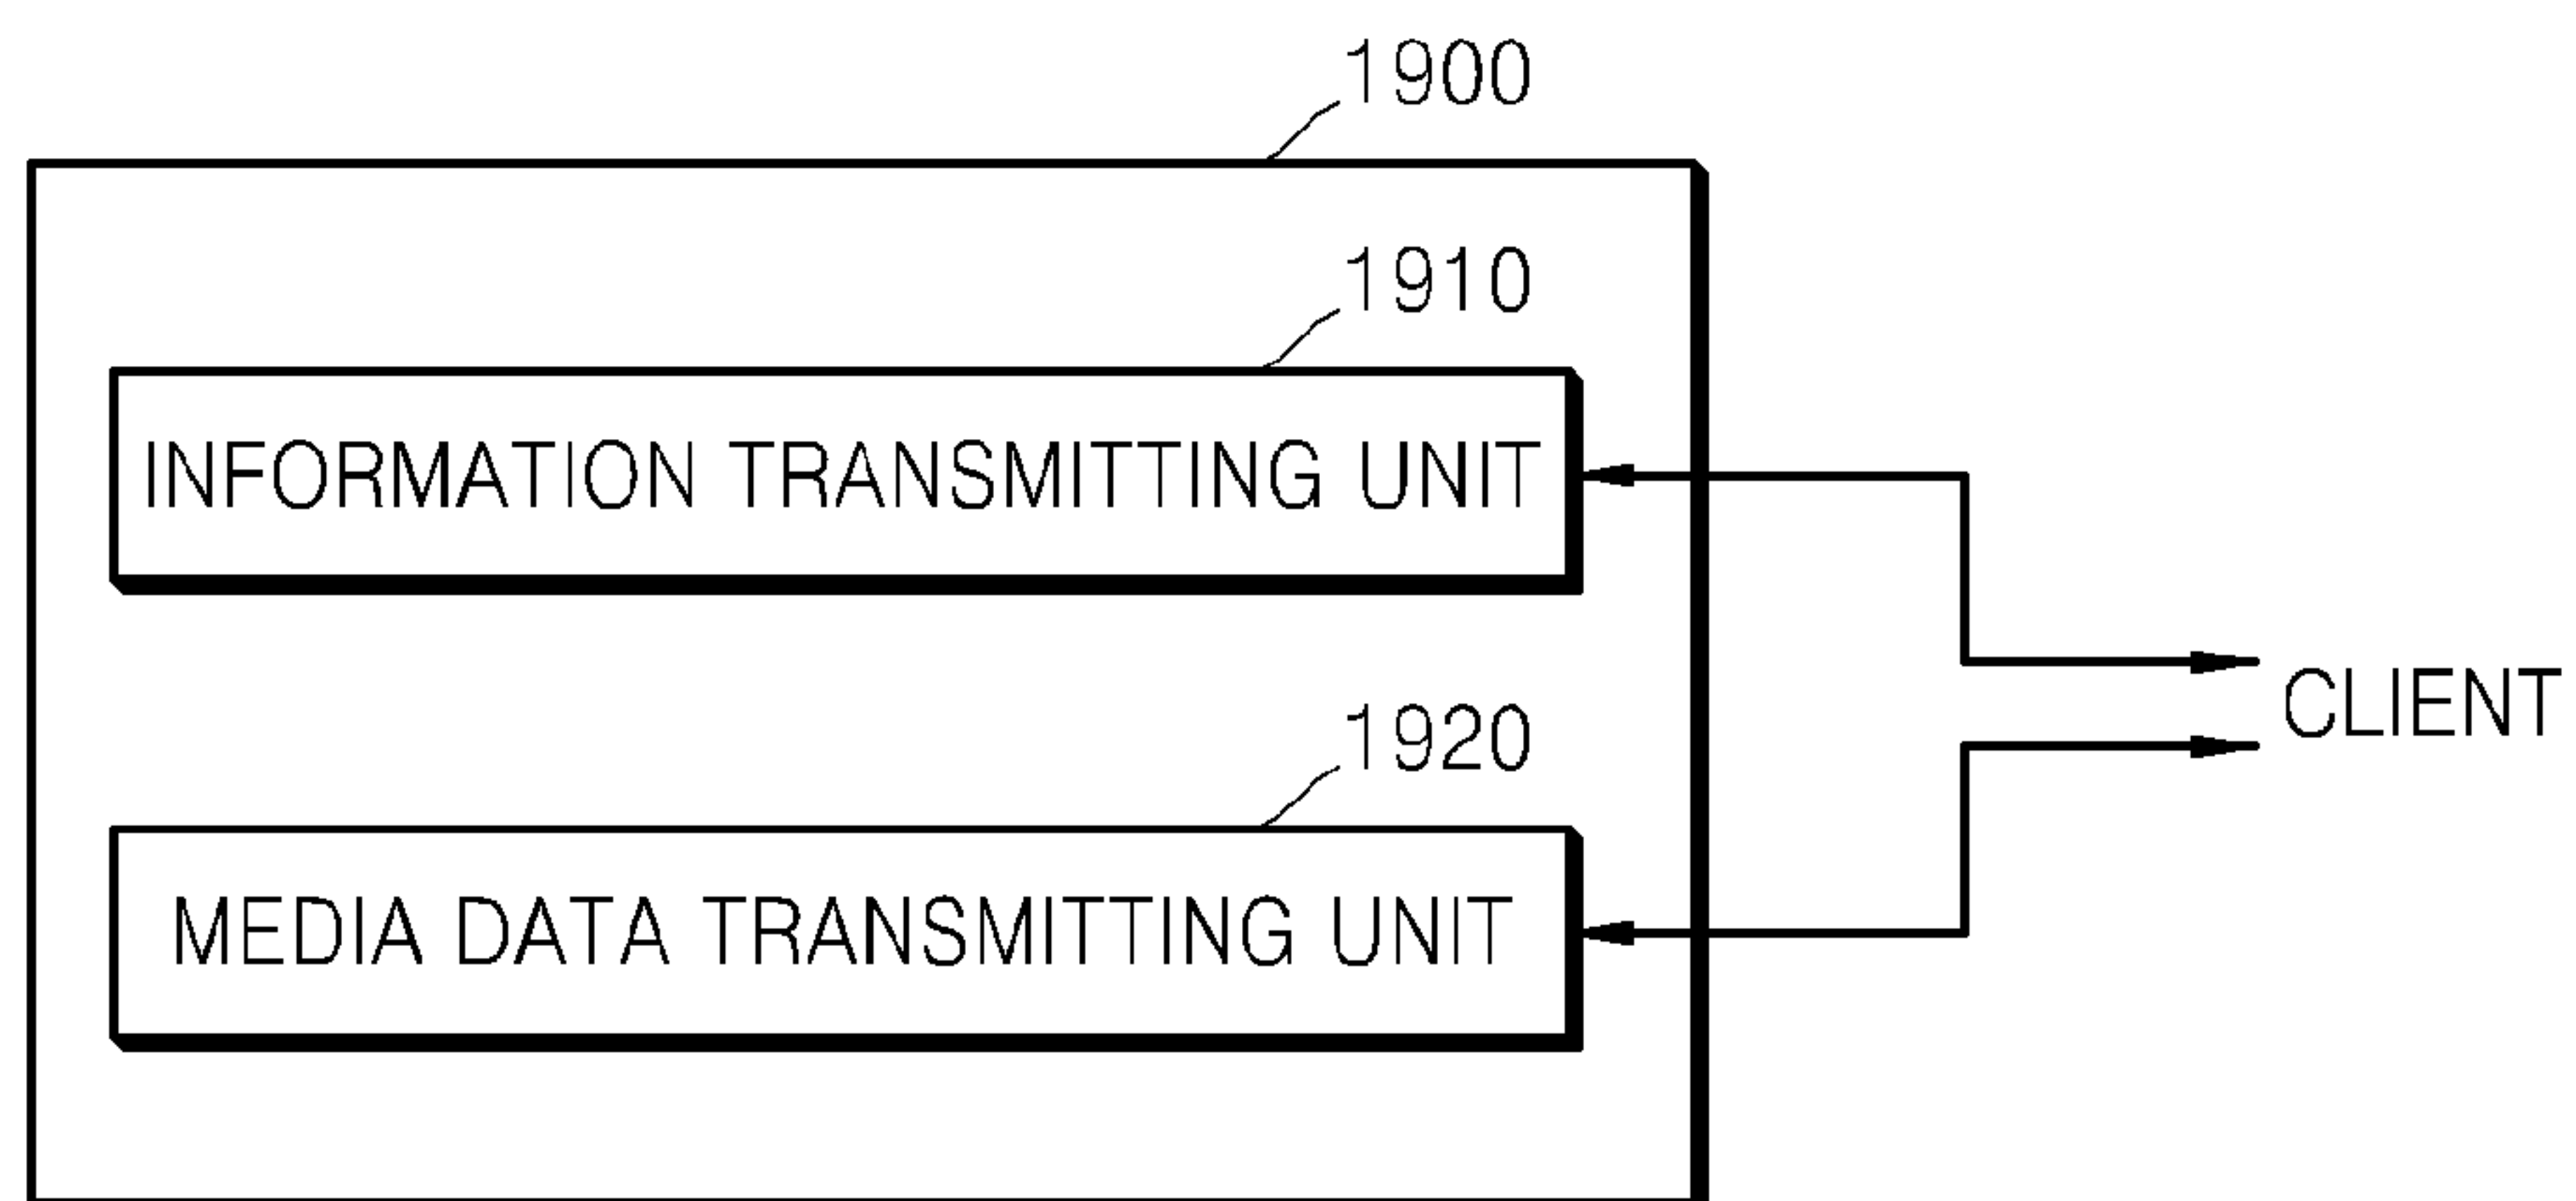 1900
1910
INFORMATION TRANSMITTING UNIT
CLIENT
1920
MEDIA DATA TRANSMITTING UNIT